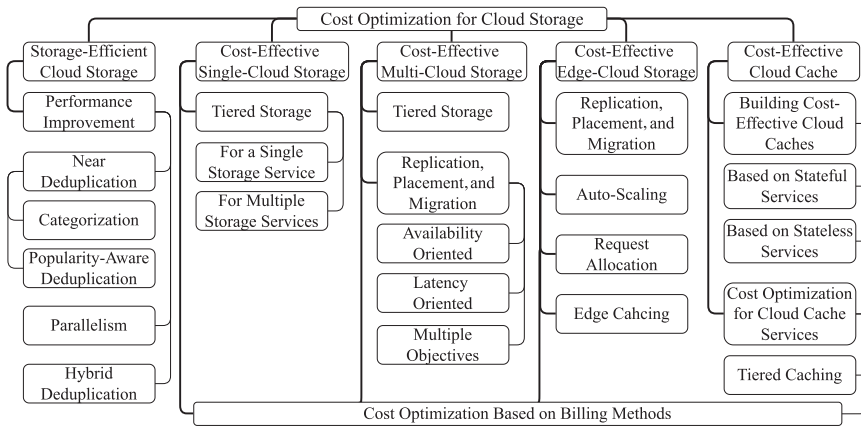 Cost Optimization for Cloud Storage
Storage-Efficient
Cloud Storage
Performance
Improvement
Near
Deduplication
Categorization
Popularity-Aware
Deduplication
Parallelism
Hybrid
Deduplication
Cost-Effective
Single-Cloud Storage
Tiered Storage
For a Single
Storage Service
For Multiple
Storage Services
Cost-Effective
Multi-Cloud Storage
Tiered Storage
Replication,
Placement, and
Migration
Availability
Oriented
Latency
Oriented
Multiple
Objectives
Cost-Effective
Edge-Cloud Storage
Replication,
Placement, and
Migration
Auto-Scaling
Request
Allocation
Edge Cahcing
Cost-Effective
Cloud Cache
Building Cost-
Effective Cloud
Caches
Based on Stateful
Services
Based on Stateless
Services
Cost Optimization
for Cloud Cache
Services
Tiered Caching
Cost Optimization Based on Billing Methods